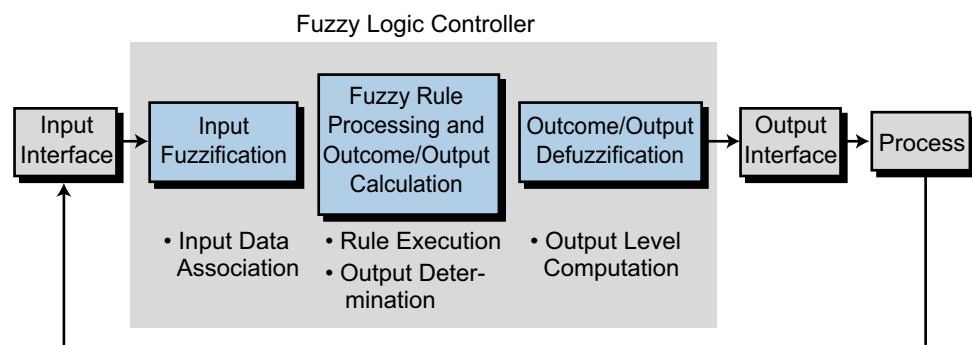 Fuzzy Logic Controller
Input
Interface
Input
Fuzzification
Fuzzy Rule
Processing and
Outcome/Output
Calculation
Outcome/Output
Defuzzification
Output
Interface
Process
• Input Data
Association
• Rule Execution
• Output Deter-
mination
• Output Level
Computation